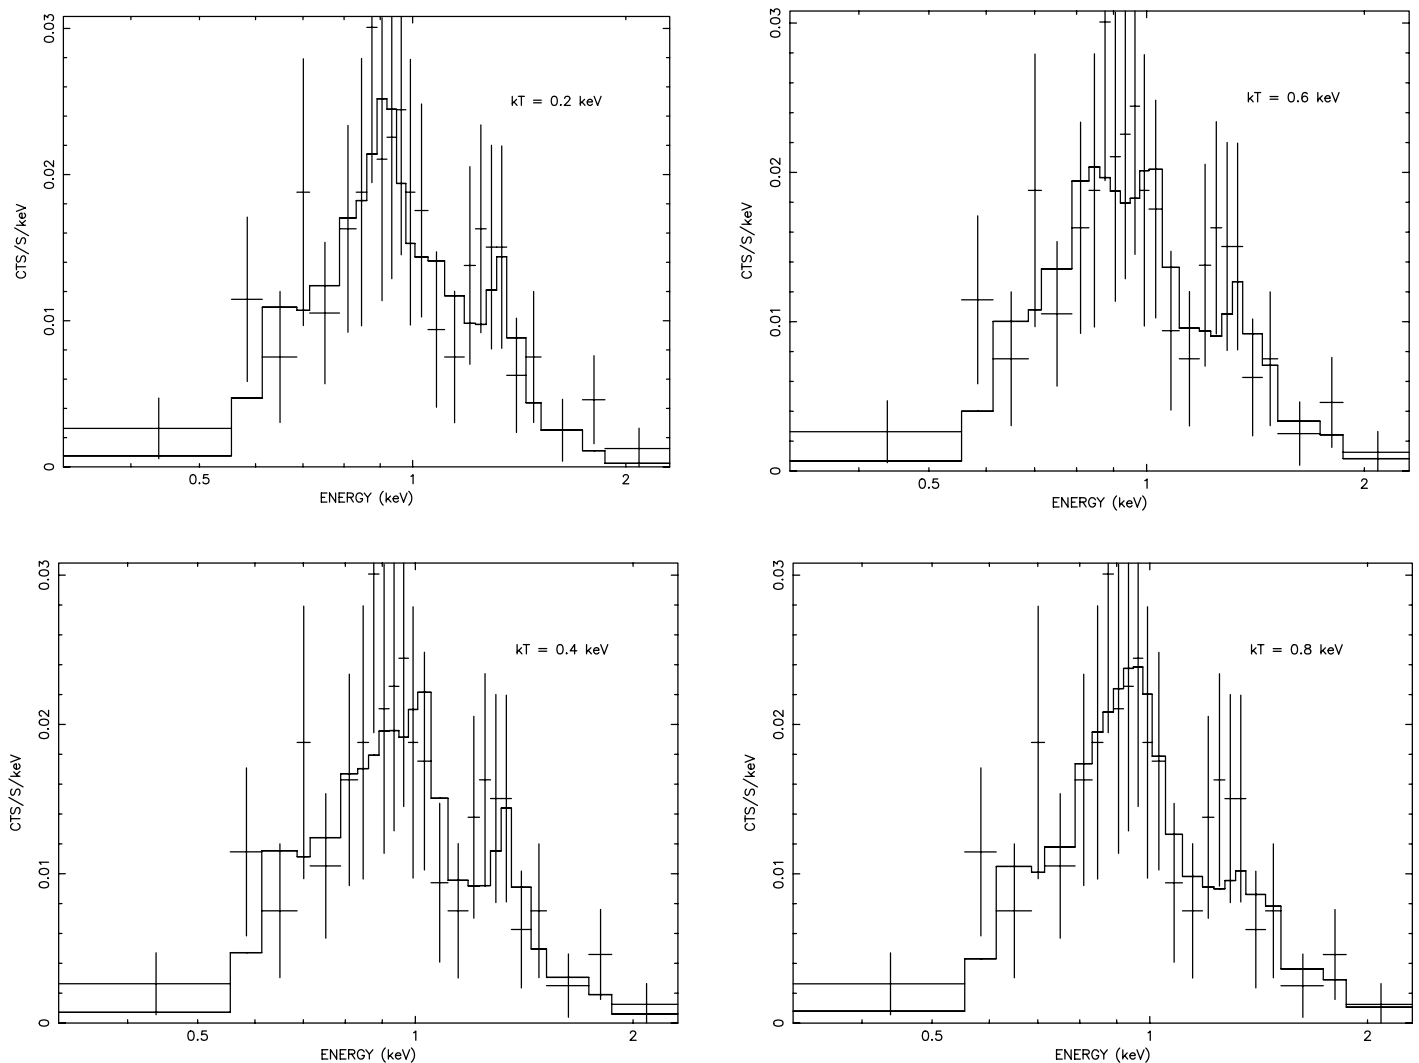 0.03
kT = 0.2 keV
0.02
CTS/S/keV
0.01
0
0.5
1
2
ENERGY (keV)
0.03
kT = 0.6 keV
0.02
CTS/S/keV
0.01
0
0.5
1
2
ENERGY (keV)
0.03
kT = 0.4 keV
0.02
CTS/S/keV
0.01
0
0.5
1
2
ENERGY (keV)
0.03
kT = 0.8 keV
0.02
CTS/S/keV
0.01
0
0.5
1
2
ENERGY (keV)